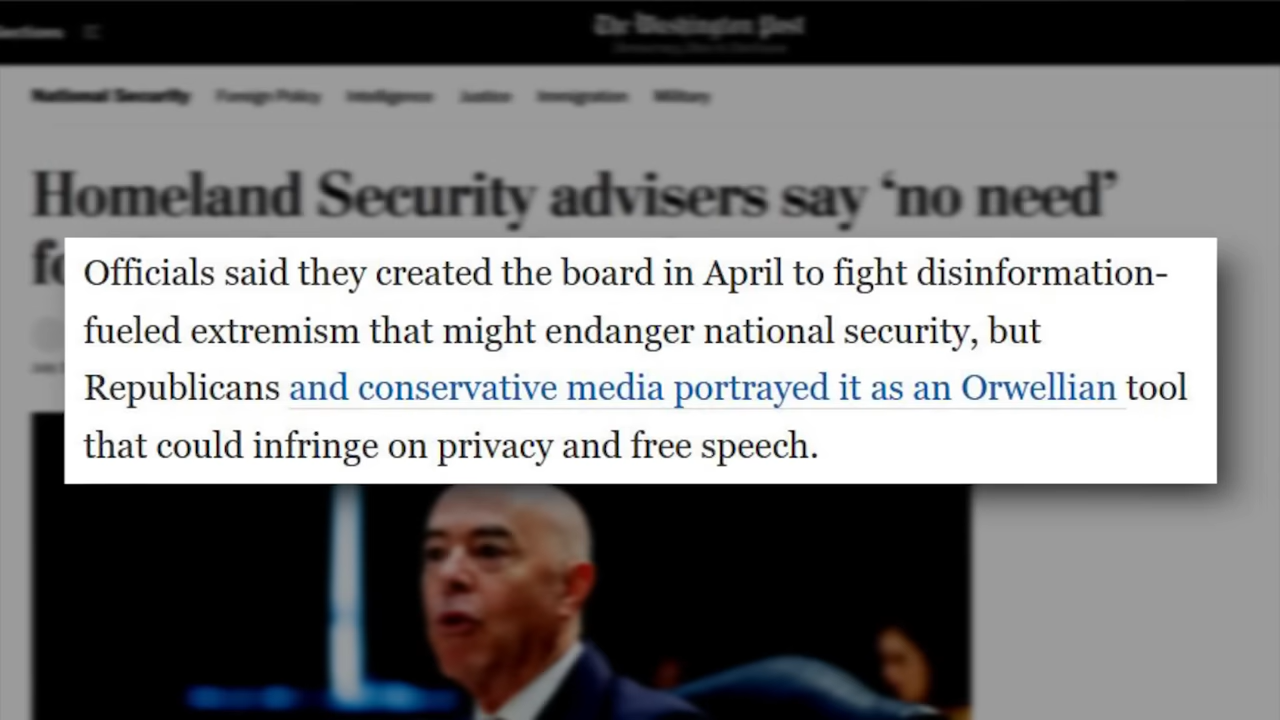 The Washington Post
National Security Foreign Policy Intelligence Justice Immigration Military
Homeland Security advisers say ‘no need’
Officials said they created the board in April to fight disinformation-
fueled extremism that might endanger national security, but
Republicans and conservative media portrayed it as an Orwellian tool
that could infringe on privacy and free speech.